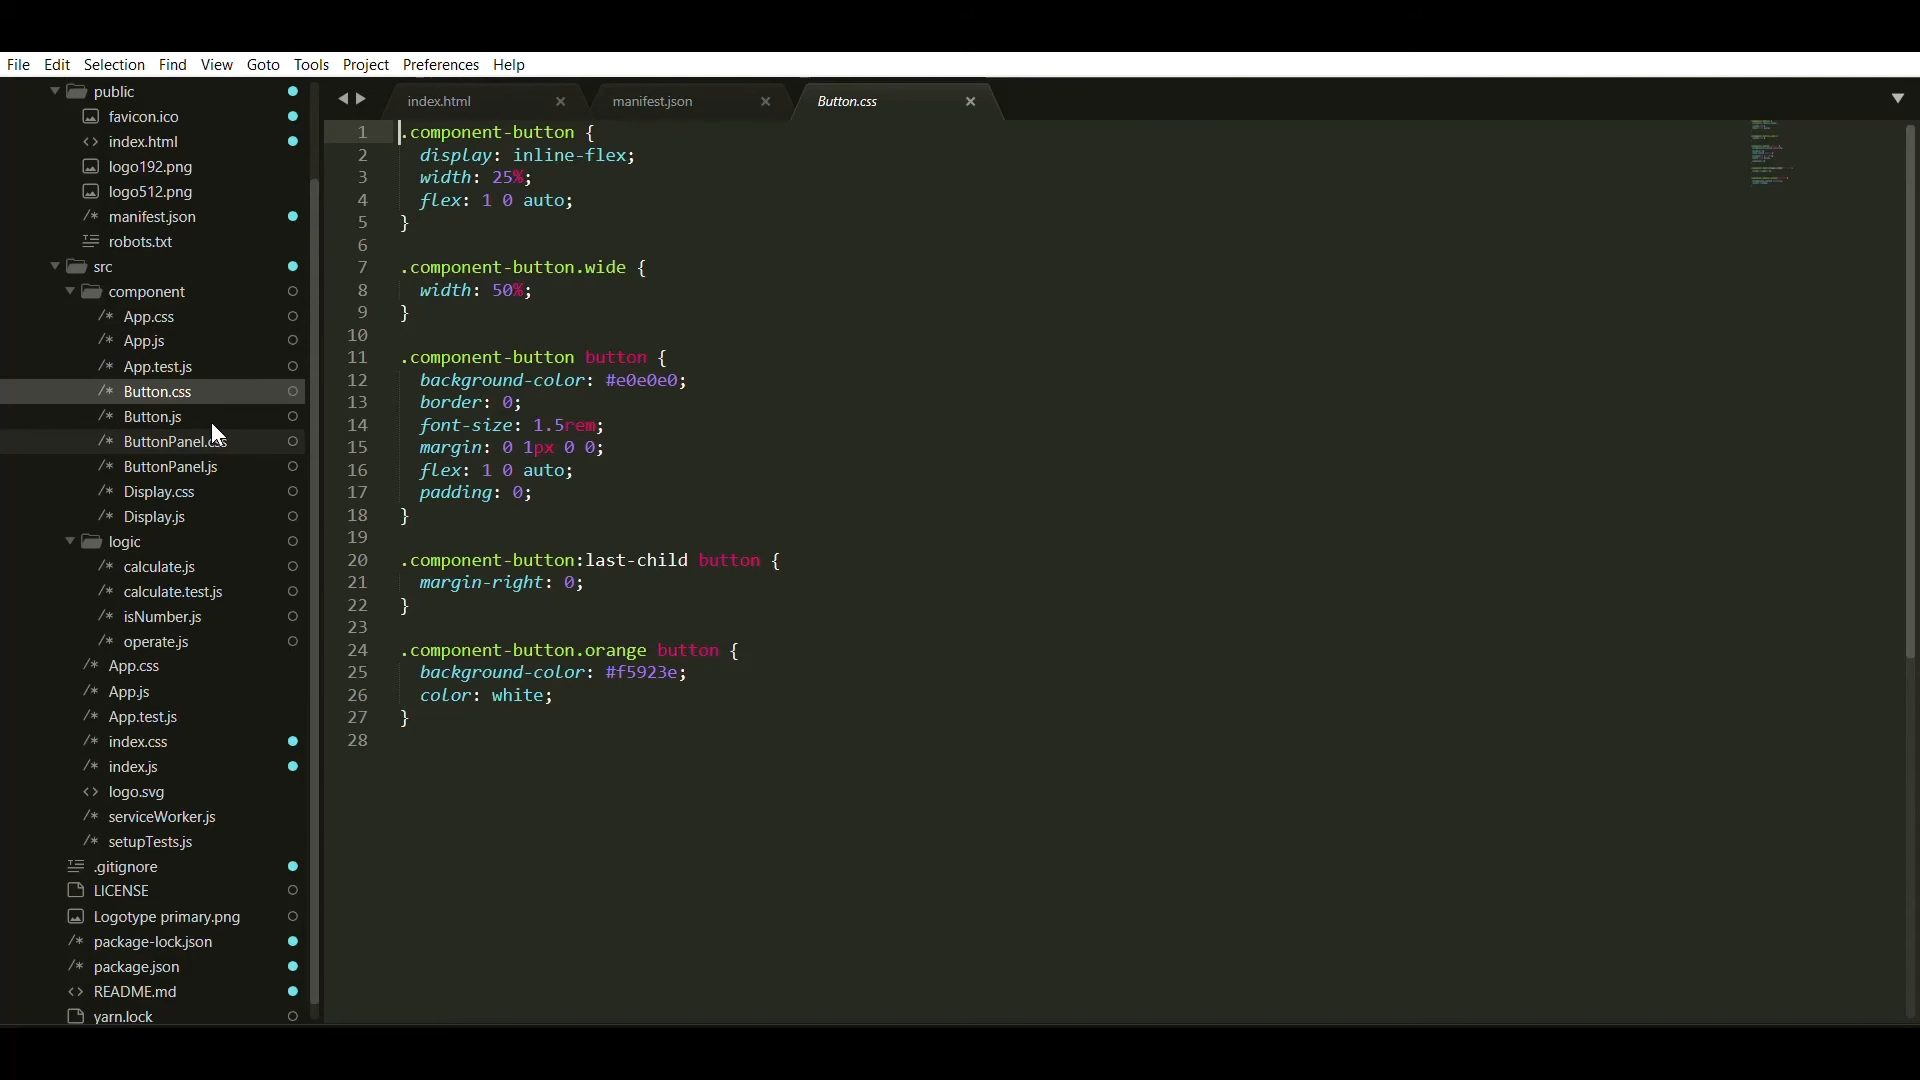 File Edit Selection Find View Goto Tools Project Preferences Help
public
favicon.ico
<> index.html
logo192.png
logo512.png
/* manifest.json
robots.txt
src
component
/* App.css
/* App.js
/* App.test.js
/* Button.css
/* Button.js
/* ButtonPanel.css
/* ButtonPanel.js
/* Display.css
/* Display.js
logic
/* calculate.js
/* calculate.test.js
/* isNumber.js
/* operate.js
/* App.css
/* App.js
/* App.test.js
/* index.css
/* index.js
<> logo.svg
/* serviceWorker.js
/* setupTests.js
.gitignore
LICENSE
Logotype primary.png
/* package-lock.json
/* package.json
<> README.md
yarn.lock
index.html × manifest.json × Button.css ×
1 .component-button {
2 display: inline-flex;
3 width: 25%;
4 flex: 1 0 auto;
5 }
6
7 .component-button.wide {
8 width: 50%;
9 }
10
11 .component-button button {
12 background-color: #e0e0e0;
13 border: 0;
14 font-size: 1.5rem;
15 margin: 0 1px 0 0;
16 flex: 1 0 auto;
17 padding: 0;
18 }
19
20 .component-button:last-child button {
21 margin-right: 0;
22 }
23
24 .component-button.orange button {
25 background-color: #f5923e;
26 color: white;
27 }
28